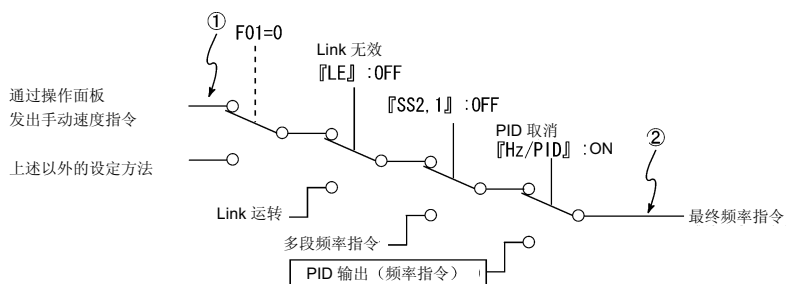 ①
F01=0
Link 无效
『LE』:OFF
通过操作面板
发出手动速度指令
『SS2, 1』:OFF
PID 取消
『Hz/PID』:ON
②
上述以外的设定方法
Link 运转
最终频率指令
多段频率指令
PID 输出（频率指令）